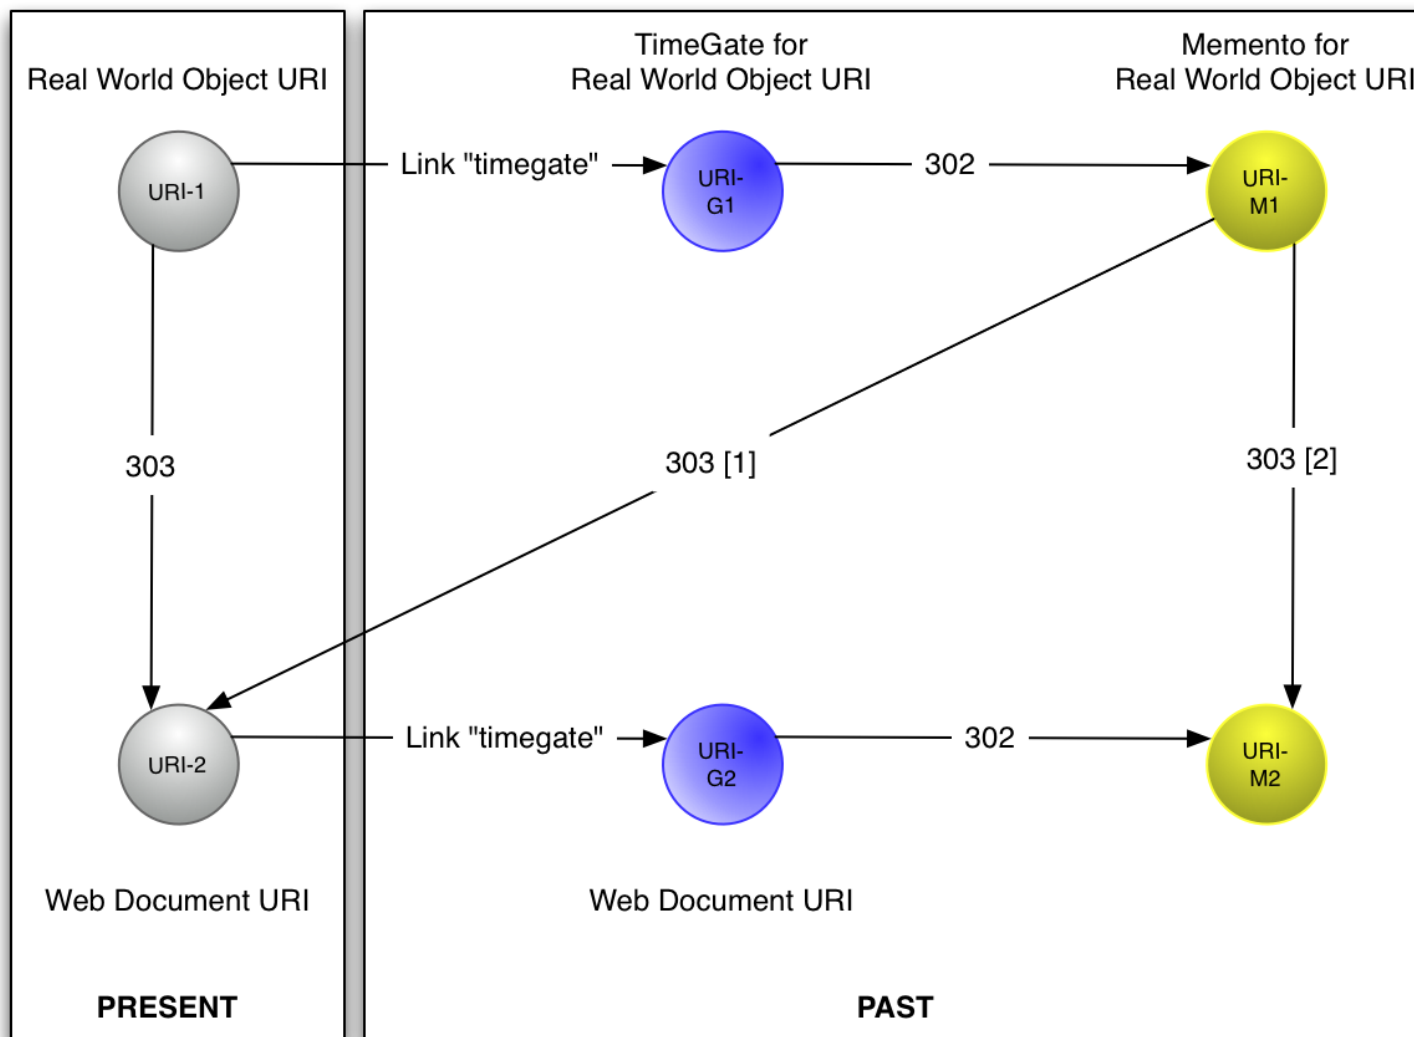 TimeGate for
Real World Object URI
Memento for
Real World Object URI
Real World Object URI
URI-1
Link "timegate"
URI-
G1
302
URI-
M1
303
303 [1]
303 [2]
URI-2
Link "timegate"
URI-
G2
302
URI-
M2
Web Document URI
Web Document URI
PRESENT
PAST